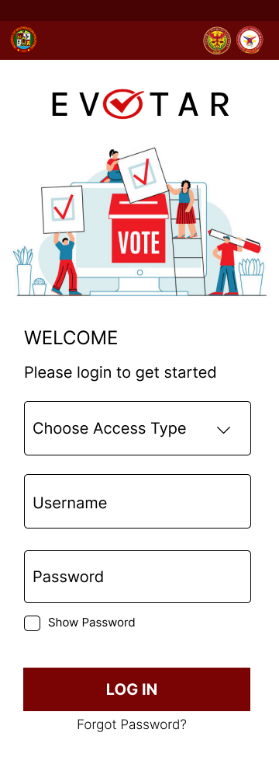 EVOTAR
VOTE
WELCOME
Please login to get started
Choose Access Type
Username
Password
Show Password
LOG IN
Forgot Password?